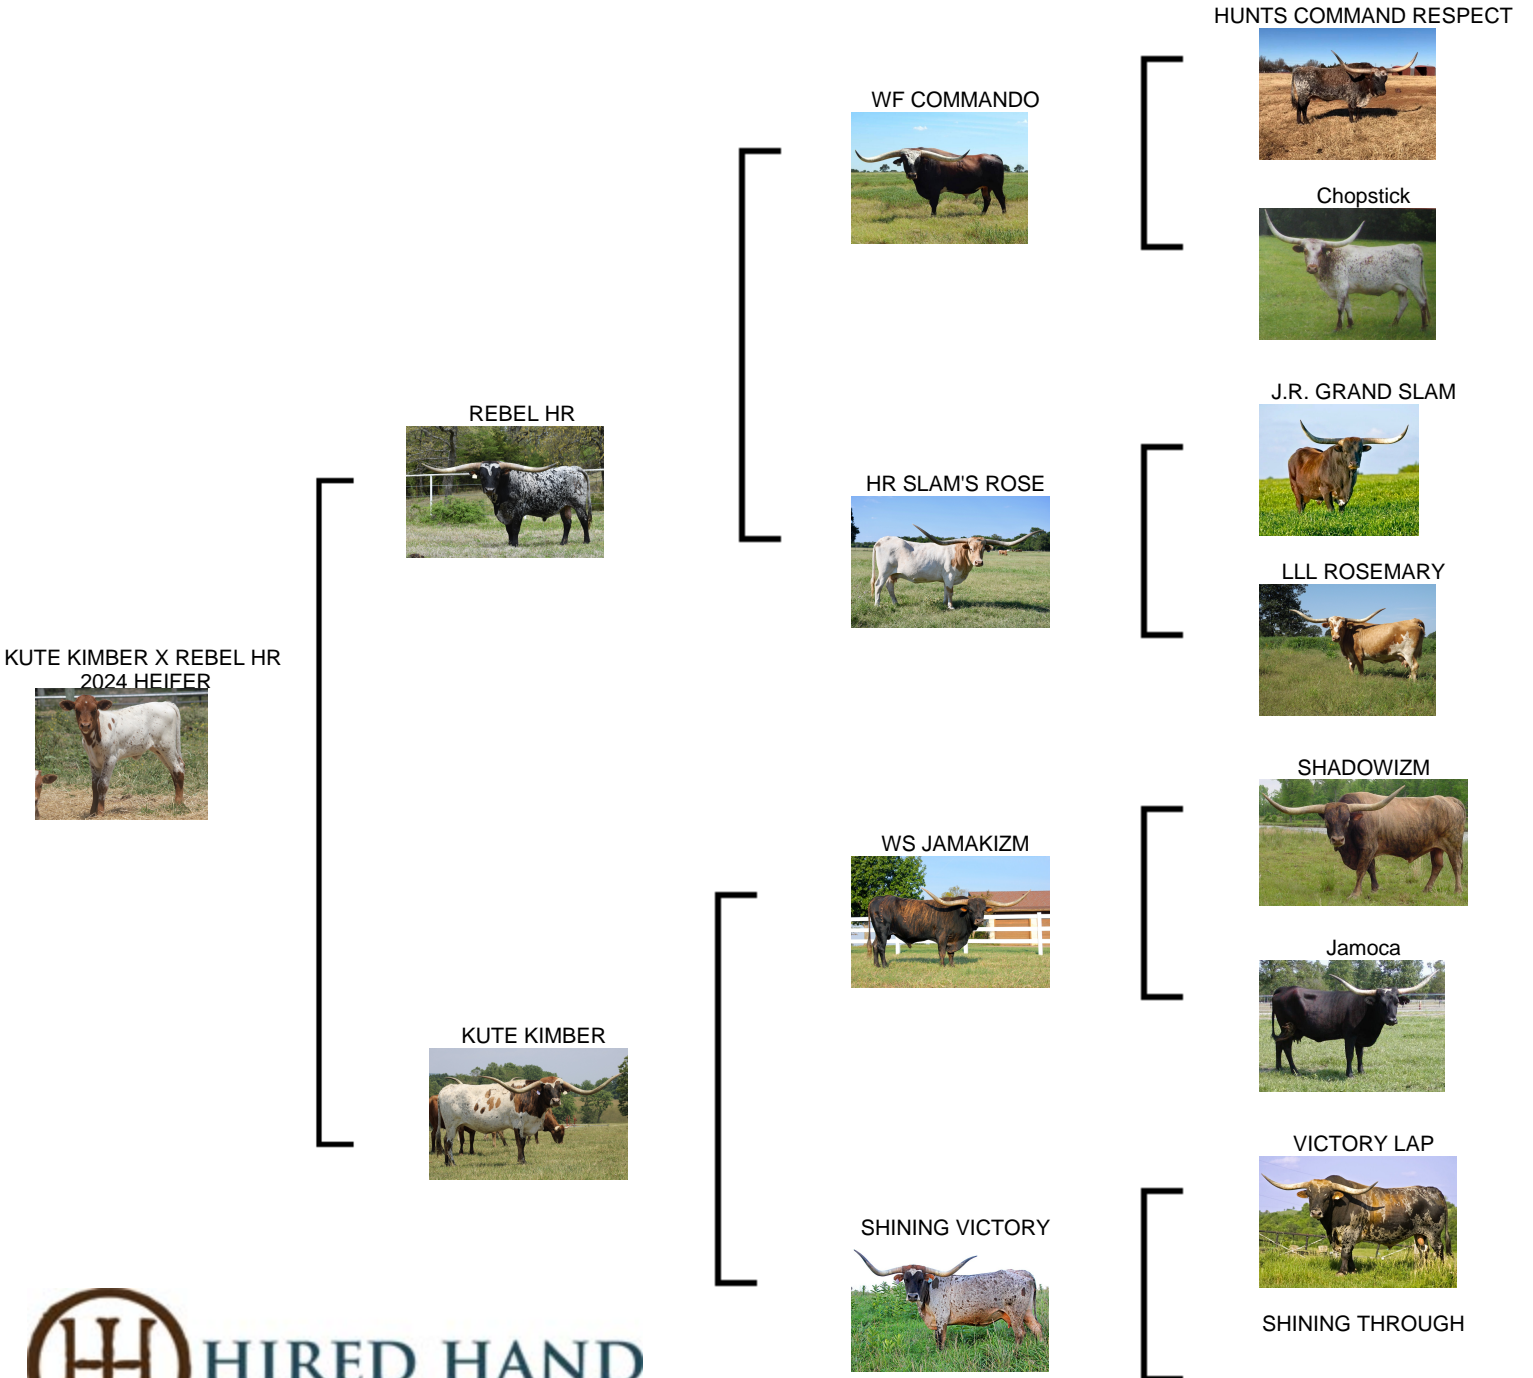 HUNTS COMMAND RESPECT
WF COMMANDO
Chopstick
J.R. GRAND SLAM
REBEL HR
HR SLAM'S ROSE
LLL ROSEMARY
KUTE KIMBER X REBEL HR
2024 HEIFER
SHADOWIZM
WS JAMAKIZM
Jamoca
KUTE KIMBER
VICTORY LAP
SHINING VICTORY
SHINING THROUGH
HIRED HAND